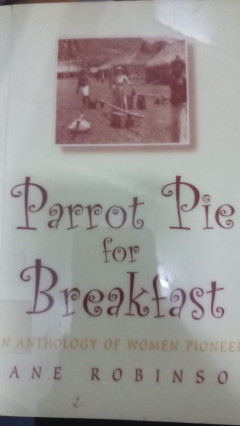 Parrot Pie
for
Breakfast
N ANTHOLOGY OF WOMEN PIONEE
ANE ROBINSO